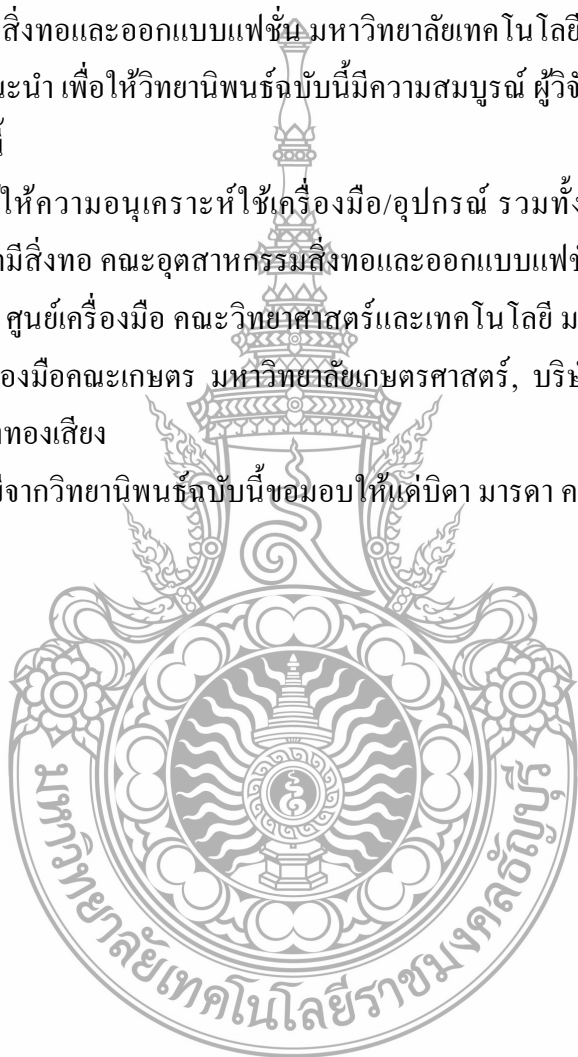 สิ่งทอและออกแบบแฟชั่น มหาวิทยาลัยเทคโนโลยี
นะนำ เพื่อให้วิทยานิพนธ์ฉบับนี้มีความสมบูรณ์ ผู้วิจั
ให้ความอนุเคราะห์ใช้เครื่องมือ/อุปกรณ์ รวมทั้ง
มีสิ่งทอ คณะอุตสาหกรรมสิ่งทอและออกแบบแฟชั
ศูนย์เครื่องมือ คณะวิทยาศาสตร์และเทคโนโลยี ม
องมือคณะเกษตร มหาวิทยาลัยเกษตรศาสตร์, บริษั
ทองเสียง
จากวิทยานิพนธ์ฉบับนี้ขอมอบให้แด่บิดา มารดา ค
มหาวิทยาลัยเทคโนโลยีราชมงคลธัญบุรี